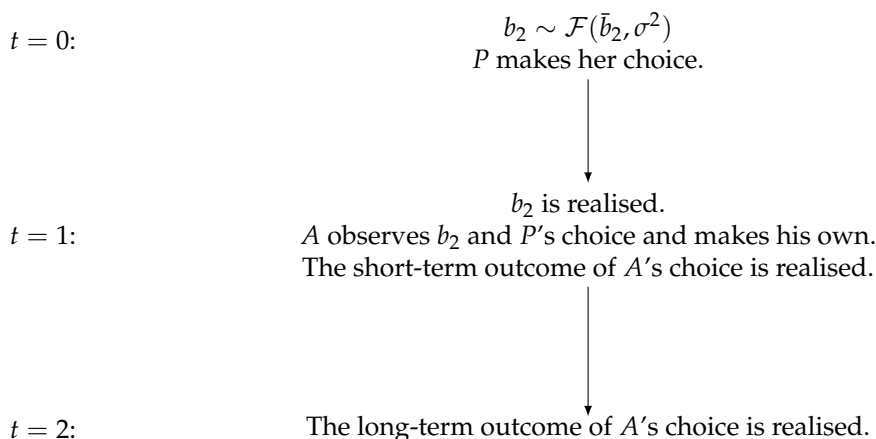 t = 0:
b₂ ∼ ℱ(b̄₂, σ²)
P makes her choice.
b₂ is realised.
t = 1:
A observes b₂ and P's choice and makes his own.
The short-term outcome of A's choice is realised.
t = 2:
The long-term outcome of A's choice is realised.